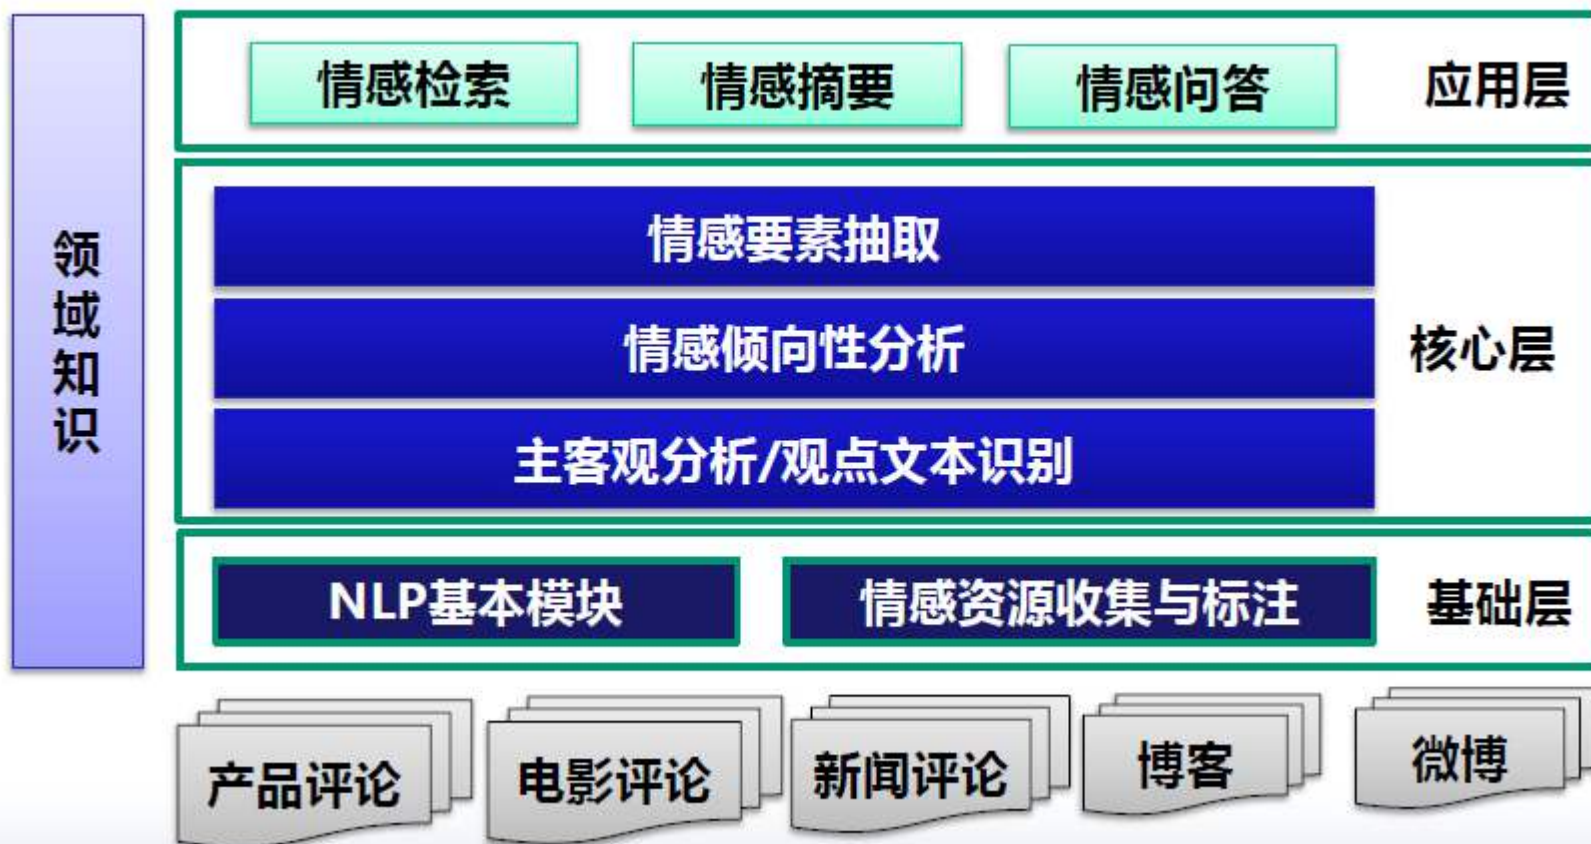 领域知识
情感检索
情感摘要
情感问答
应用层
情感要素抽取
情感倾向性分析
核心层
主客观分析/观点文本识别
NLP基本模块
情感资源收集与标注
基础层
产品评论
电影评论
新闻评论
博客
微博